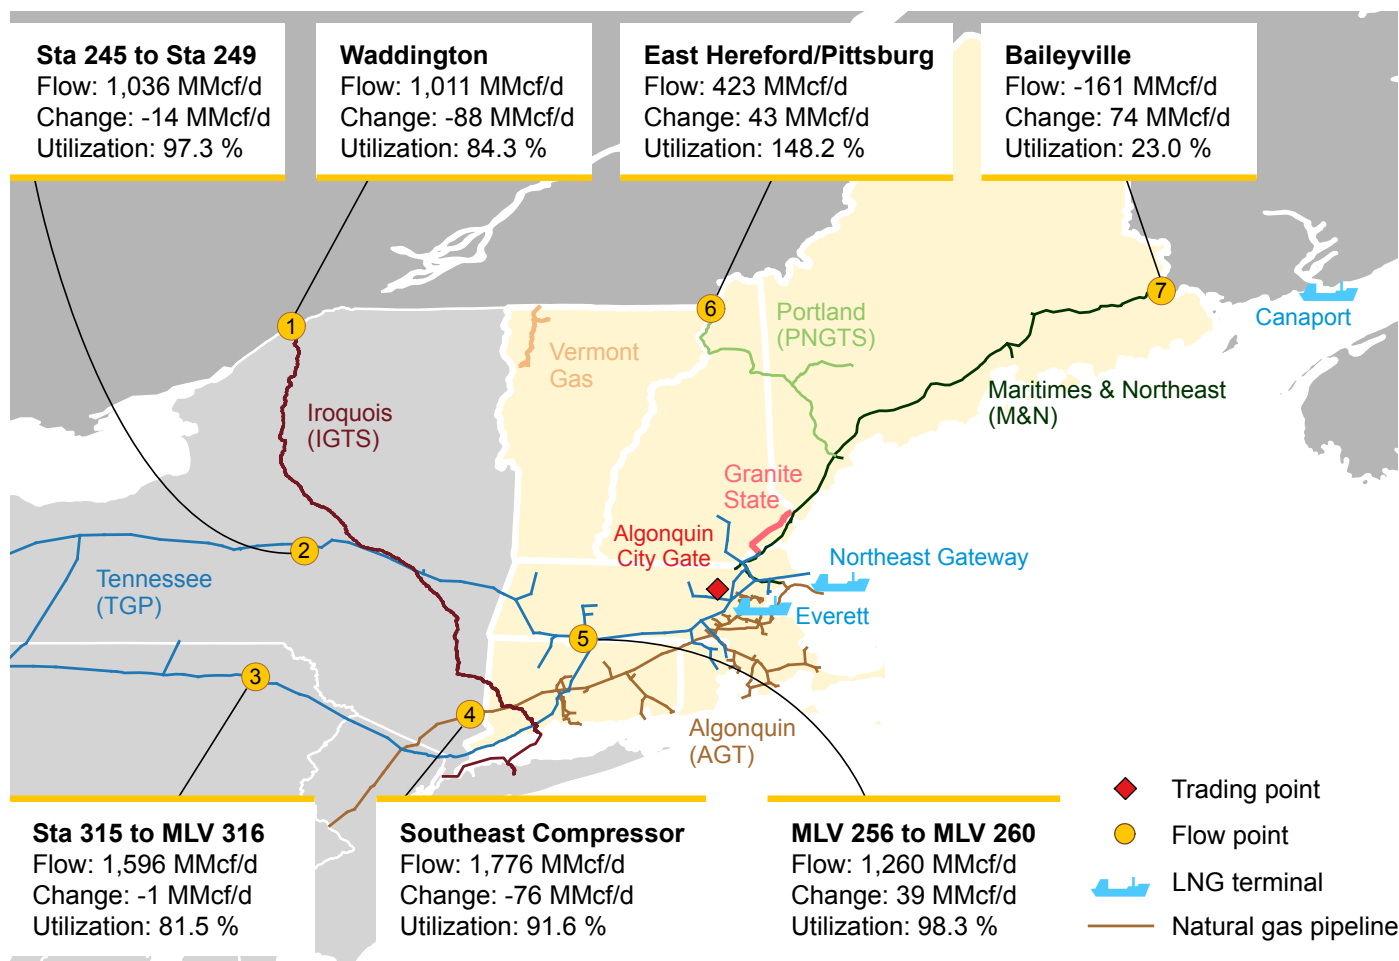 Sta 245 to Sta 249
Flow: 1,036 MMcf/d
Change: -14 MMcf/d
Utilization: 97.3 %
Waddington
Flow: 1,011 MMcf/d
Change: -88 MMcf/d
Utilization: 84.3 %
East Hereford/Pittsburg
Flow: 423 MMcf/d
Change: 43 MMcf/d
Utilization: 148.2 %
Baileyville
Flow: -161 MMcf/d
Change: 74 MMcf/d
Utilization: 23.0 %
7
6
1
Canaport
Portland
(PNGTS)
Vermont
Gas
Maritimes & Northeast
(M&N)
Iroquois
(IGTS)
Granite
State
Algonquin
City Gate
2
Northeast Gateway
Tennessee
(TGP)
Everett
5
3
4
Algonquin
(AGT)
Sta 315 to MLV 316
Flow: 1,596 MMcf/d
Change: -1 MMcf/d
Utilization: 81.5 %
Southeast Compressor
Flow: 1,776 MMcf/d
Change: -76 MMcf/d
Utilization: 91.6 %
MLV 256 to MLV 260
Flow: 1,260 MMcf/d
Change: 39 MMcf/d
Utilization: 98.3 %
Trading point
Flow point
LNG terminal
Natural gas pipeline